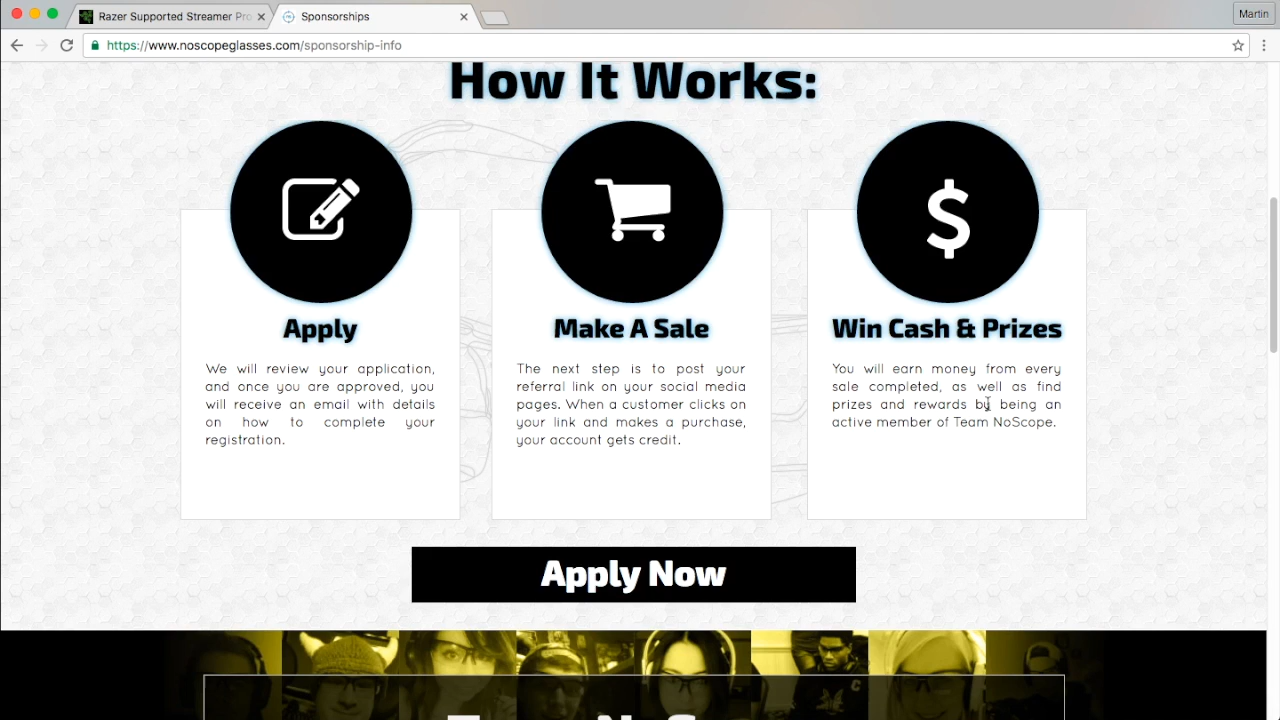 Razer Supported Streamer Pro
Sponsorships
Martin
https://www.noscopeglasses.com/sponsorship-info
How It Works:
Apply
We will review your application,
and once you are approved, you
will receive an email with details
on how to complete your
registration.
Make A Sale
The next step is to post your
referral link on your social media
pages. When a customer clicks on
your link and makes a purchase,
your account gets credit.
Win Cash & Prizes
You will earn money from every
sale completed, as well as find
prizes and rewards by being an
active member of Team NoScope.
Apply Now